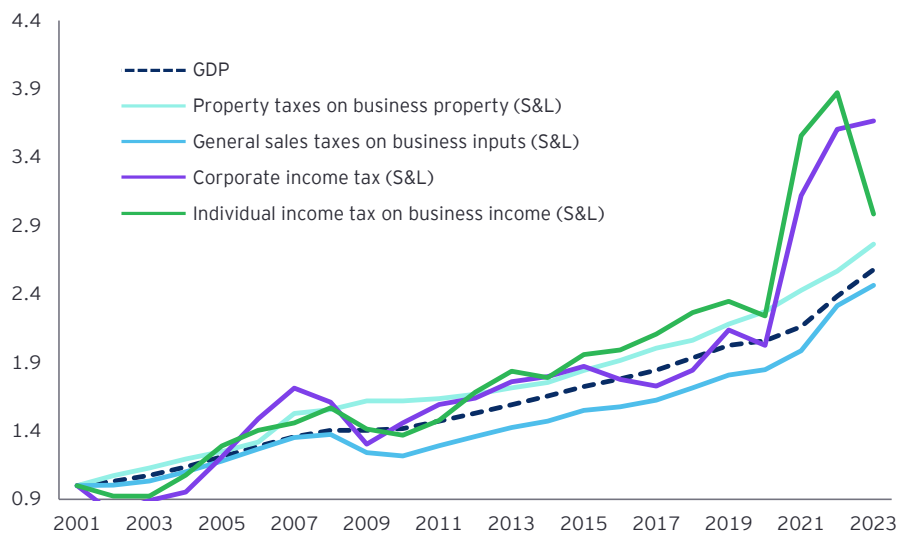 4.4
GDP
3.9
Property taxes on business property (S&L)
General sales taxes on business inputs (S&L)
3.4
Corporate income tax (S&L)
Individual income tax on business income (S&L)
2.9
2.4
1.9
1.4
0.9
2001 2003 2005 2007 2009 2011 2013 2015 2017 2019 2021 2023